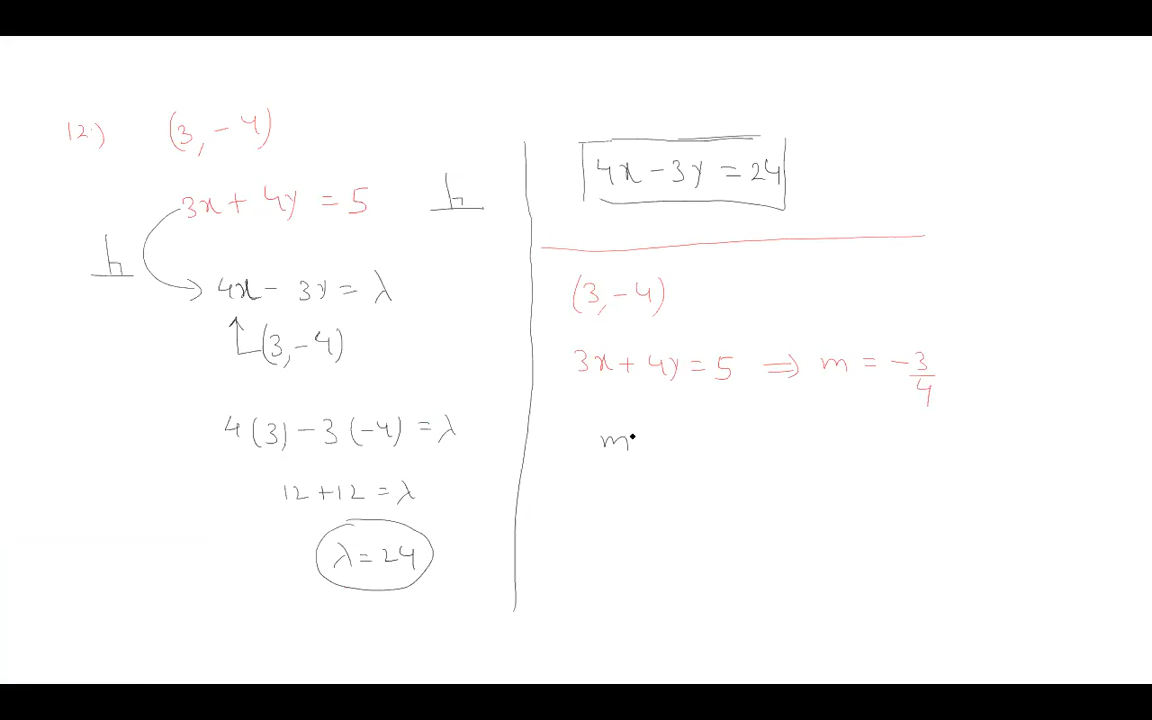 12.) (3, -4)
3x + 4y = 5
4x - 3y = λ
(3, -4)
4(3) - 3(-4) = λ
12 + 12 = λ
λ = 24
4x - 3y = 24
(3, -4)
3x + 4y = 5 ⟹ m = -3/4
m